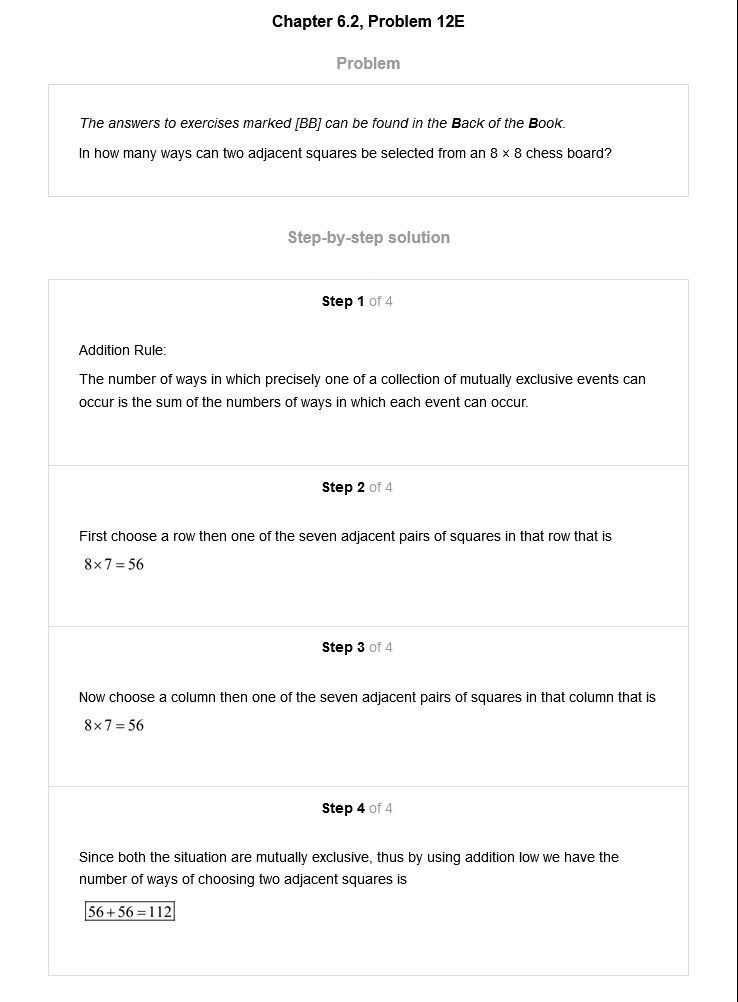 Chapter 6.2, Problem 12E
Problem
The answers to exercises marked [BB] can be found in the Back of the Book.
In how many ways can two adjacent squares be selected from an 8 × 8 chess board?
Step-by-step solution
Step 1 of 4
Addition Rule:
The number of ways in which precisely one of a collection of mutually exclusive events can
occur is the sum of the numbers of ways in which each event can occur.
Step 2 of 4
First choose a row then one of the seven adjacent pairs of squares in that row that is
8×7=56
Step 3 of 4
Now choose a column then one of the seven adjacent pairs of squares in that column that is
8×7=56
Step 4 of 4
Since both the situation are mutually exclusive, thus by using addition low we have the
number of ways of choosing two adjacent squares is
56+56=112